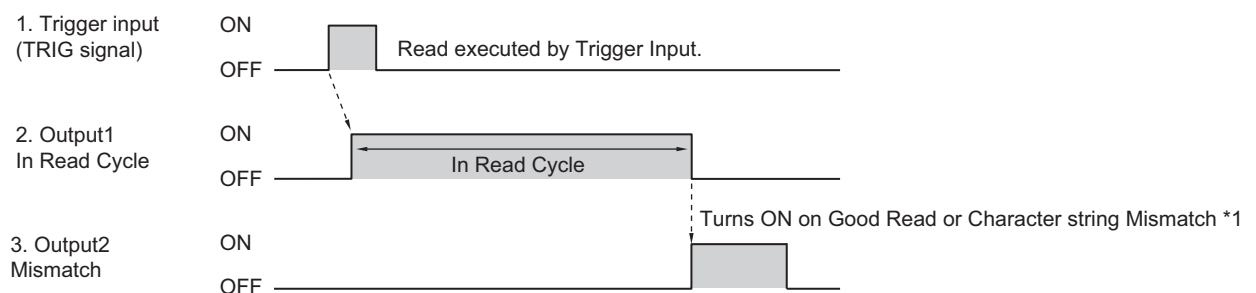 1. Trigger input
(TRIG signal)
ON
OFF
Read executed by Trigger Input.
2. Output1
In Read Cycle
ON
OFF
In Read Cycle
Turns ON on Good Read or Character string Mismatch *1
3. Output2
Mismatch
ON
OFF